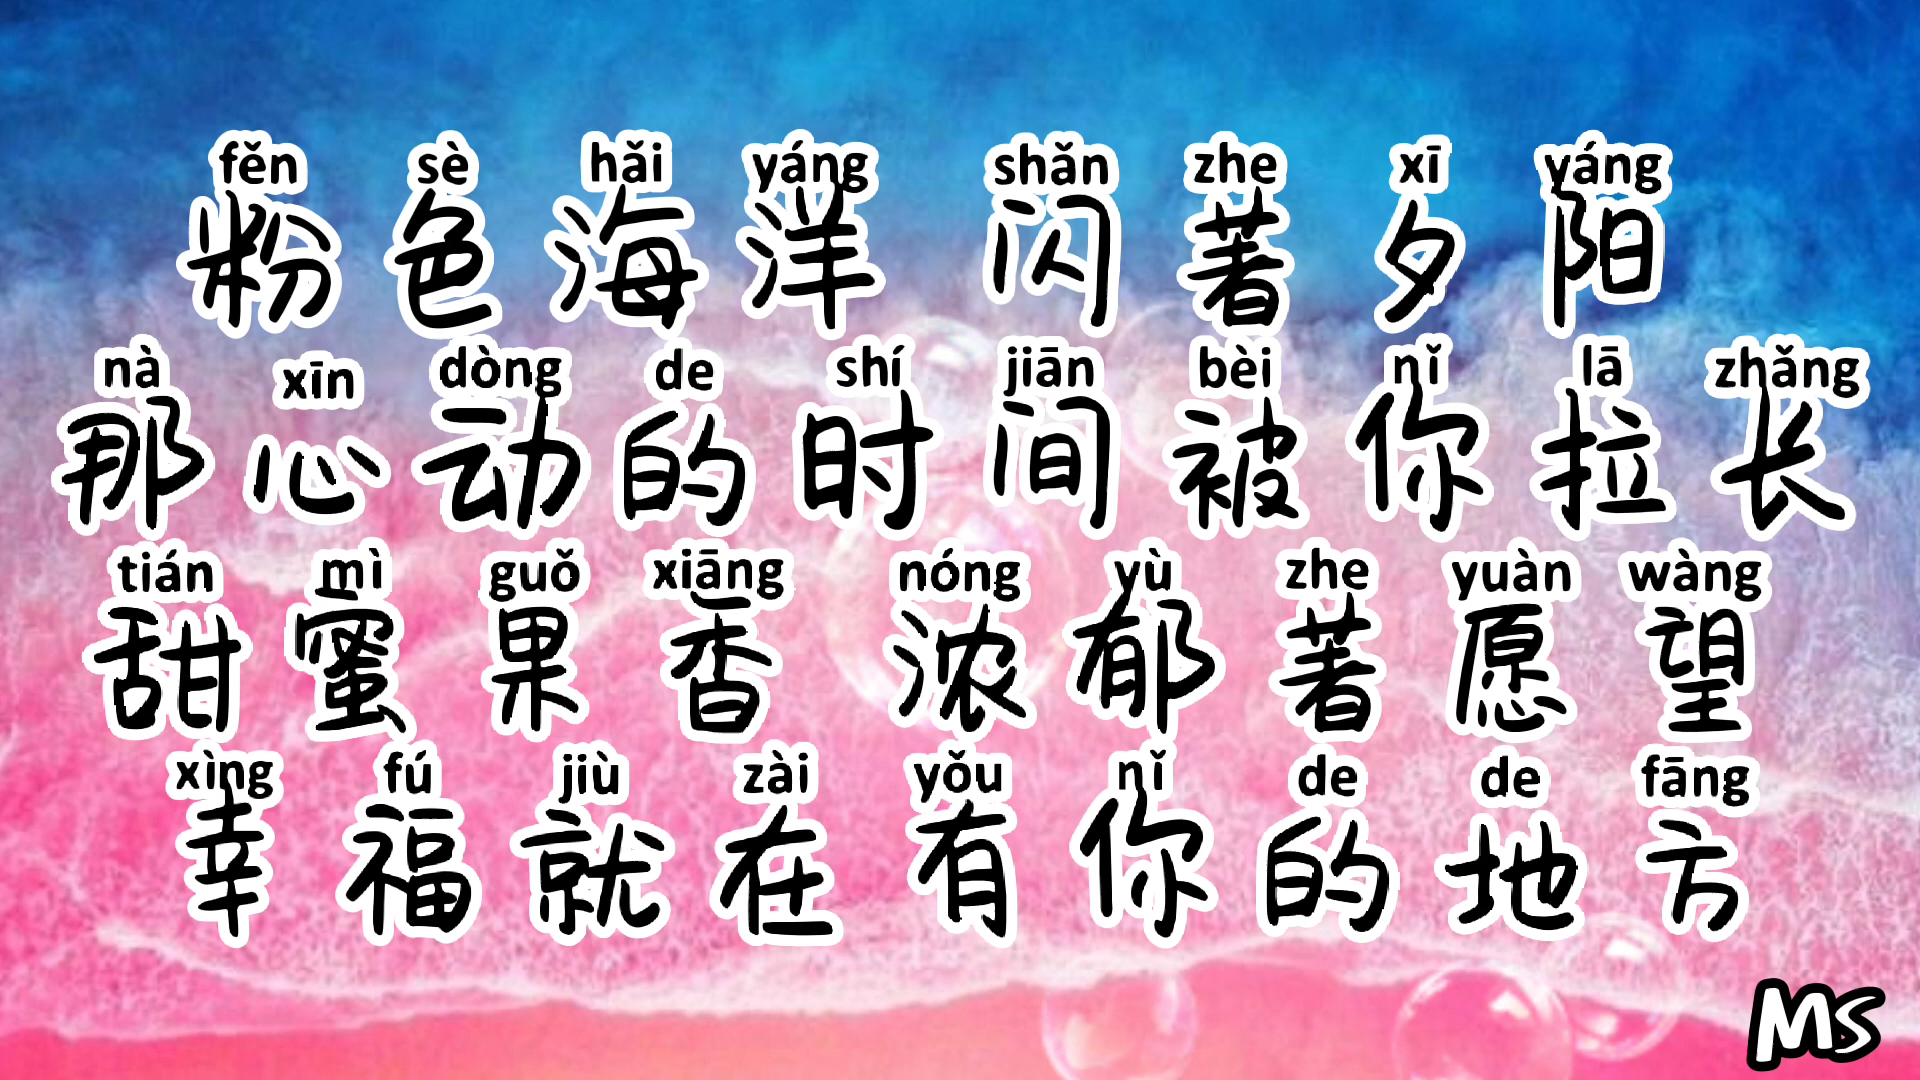 fěn sè hǎi yáng shǎn zhe xī yáng
粉色海洋 闪著夕阳
nà xīn dòng de shí jiān bèi nǐ lā zhǎng
那心动的时间被你拉长
tián mì guǒ xiāng nóng yù zhe yuàn wàng
甜蜜果香 浓郁著愿望
xìng fú jiù zài yǒu nǐ de de fāng
幸福就在有你的地方
MS